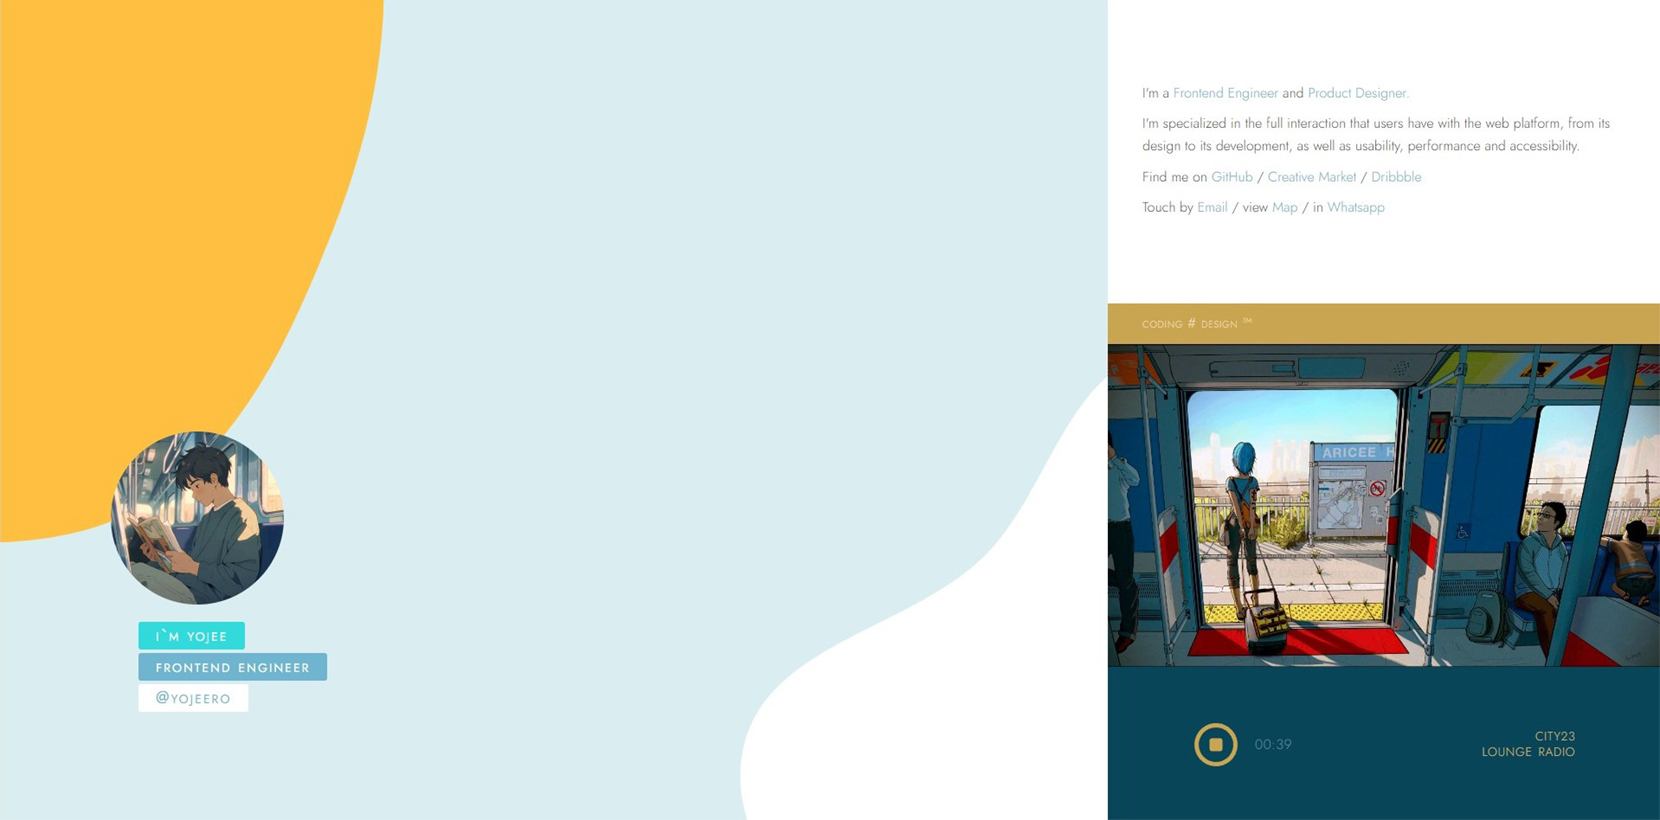 I'm a Frontend Engineer and Product Designer.
I'm specialized in the full interaction that users have with the web platform, from its
design to its development, as well as usability, performance and accessibility.
Find me on GitHub / Creative Market / Dribbble
Touch by Email / view Map / in Whatsapp
CODING # DESIGN ™
ARICEE H
I`M YOJEE
FRONTEND ENGINEER
@YOJEERO
00:39
CITY23
LOUNGE RADIO